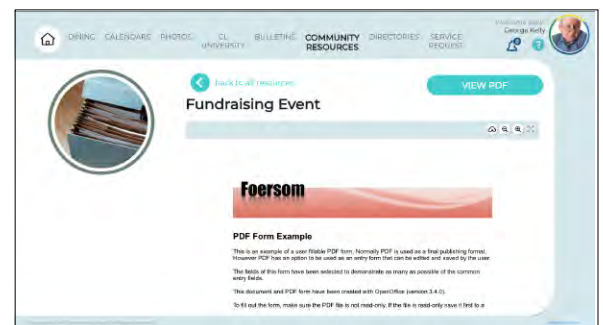 George Kelly
DINING CALENDARS PHOTOS CL UNIVERSITY BULLETINS COMMUNITY RESOURCES DIRECTORIES SERVICE REQUEST
back to all resources
VIEW PDF
Fundraising Event
Foersom
PDF Form Example
This is an example of a user fillable PDF form. Normally PDF is used as a final publishing format.
However PDF has an option to be used as an entry form that can be edited and saved by the user.
The fields of this form have been selected to demonstrate as many as possible of the common
entry fields.
This document and PDF form have been created with OpenOffice (version 3.4.0).
To fill out the form, make sure the PDF file is not read-only. If the file is read-only save it first to a